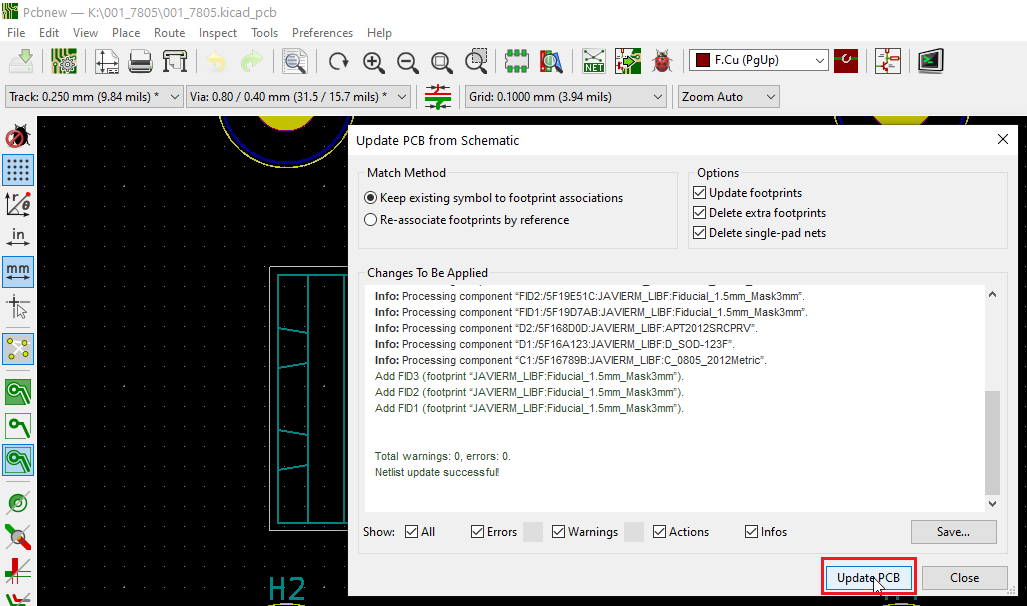 Pcbnew — K:\001_7805\001_7805.kicad_pcb
File Edit View Place Route Inspect Tools Preferences Help
NET
F.Cu (PgUp)
Track: 0.250 mm (9.84 mils) *
Via: 0.80 / 0.40 mm (31.5 / 15.7 mils) *
Grid: 0.1000 mm (3.94 mils)
Zoom Auto
in
mm
Update PCB from Schematic
Match Method
Keep existing symbol to footprint associations
Re-associate footprints by reference
Options
Update footprints
Delete extra footprints
Delete single-pad nets
Changes To Be Applied
Info: Processing component “FID2:/5F19E51C:JAVIERM_LIBF:Fiducial_1.5mm_Mask3mm”.
Info: Processing component “FID1:/5F19D7AB:JAVIERM_LIBF:Fiducial_1.5mm_Mask3mm”.
Info: Processing component “D2:/5F168D0D:JAVIERM_LIBF:APT2012SRCPRV”.
Info: Processing component “D1:/5F16A123:JAVIERM_LIBF:D_SOD-123F”.
Info: Processing component “C1:/5F16789B:JAVIERM_LIBF:C_0805_2012Metric”.
Add FID3 (footprint “JAVIERM_LIBF:Fiducial_1.5mm_Mask3mm”).
Add FID2 (footprint “JAVIERM_LIBF:Fiducial_1.5mm_Mask3mm”).
Add FID1 (footprint “JAVIERM_LIBF:Fiducial_1.5mm_Mask3mm”).
Total warnings: 0, errors: 0.
Netlist update successful!
Show: All Errors Warnings Actions Infos Save...
Update PCB Close
H2